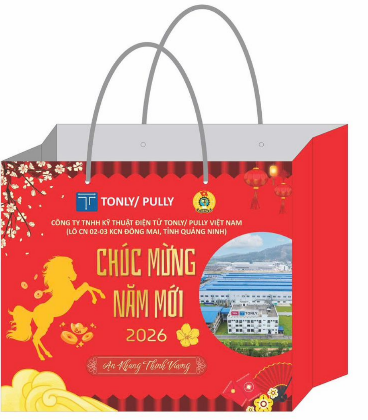 TONLY/ PULLY
CÔNG TY TNHH KỸ THUẬT ĐIỆN TỬ TONLY/ PULLY VIỆT NAM
(LÔ CN 02-03 KCN ĐÔNG MAI, TỈNH QUẢNG NINH)
CHÚC MỪNG
NĂM MỚI
2026
An Khang Thịnh Vượng